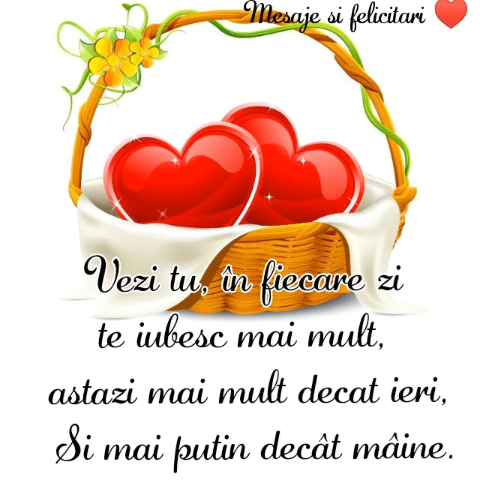 Mesaje si felicitari
Vezi tu, în fiecare zi
te iubesc mai mult,
astazi mai mult decat ieri,
Si mai putin decât mâine.